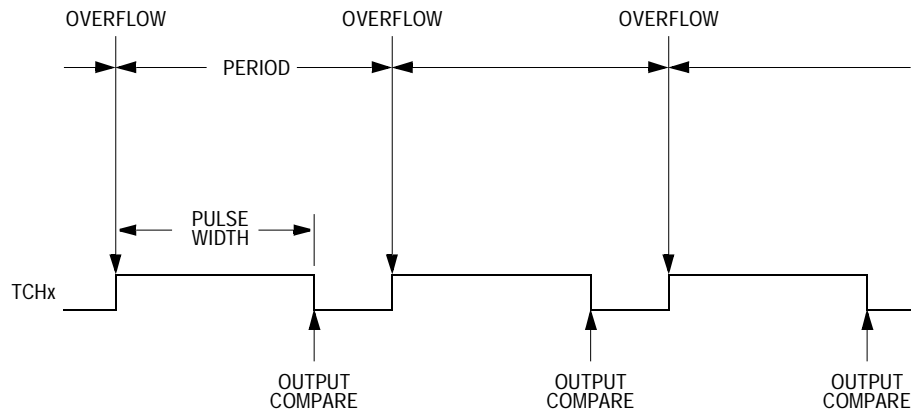 OVERFLOW
OVERFLOW
OVERFLOW
PERIOD
PULSE
WIDTH
TCHx
OUTPUT
COMPARE
OUTPUT
COMPARE
OUTPUT
COMPARE